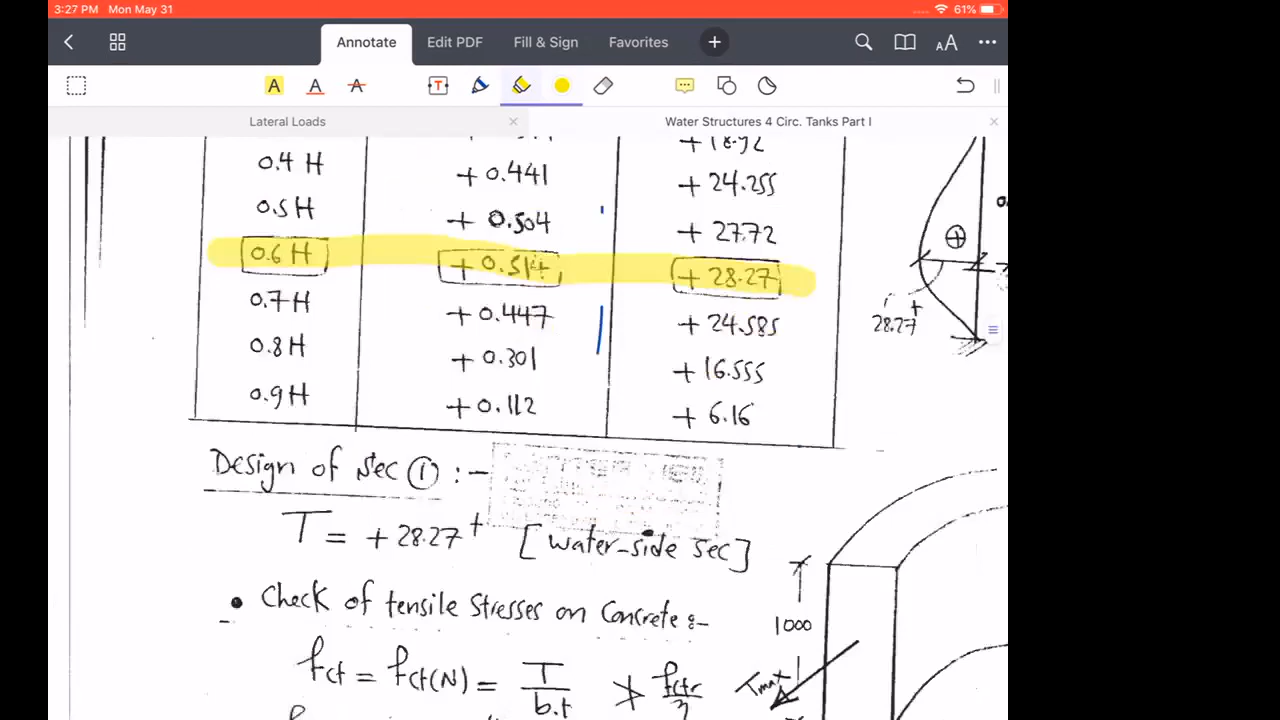 3:27 PM Mon May 31 61%
Annotate Edit PDF Fill & Sign Favorites +
A A A T AA
Lateral Loads × Water Structures 4 Circ. Tanks Part I ×
+ 18.92
0.4 H + 0.441 + 24.255
0.5 H + 0.504 + 27.72
0.6 H + 0.514 + 28.27
0.7 H + 0.447 + 24.585
0.8 H + 0.301 + 16.555
0.9 H + 0.112 + 6.16
+
28.27 t
Design of Sec 1 :-
T = + 28.27 t [water-side sec]
• Check of tensile stresses on concrete :-
1000
fct = fct(N) = T / b.t ≯ fctr / η
Tmax